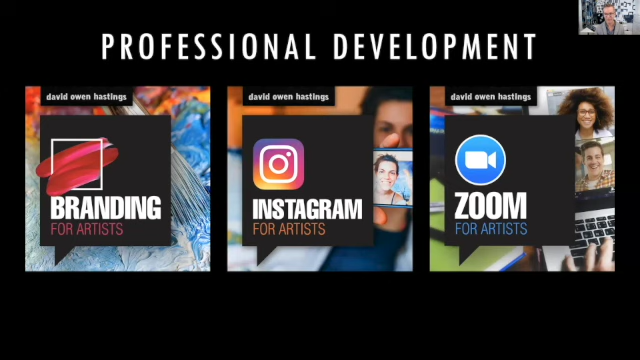 PROFESSIONAL DEVELOPMENT
david owen hastings
BRANDING
FOR ARTISTS
david owen hastings
INSTAGRAM
FOR ARTISTS
david owen hastings
ZOOM
FOR ARTISTS